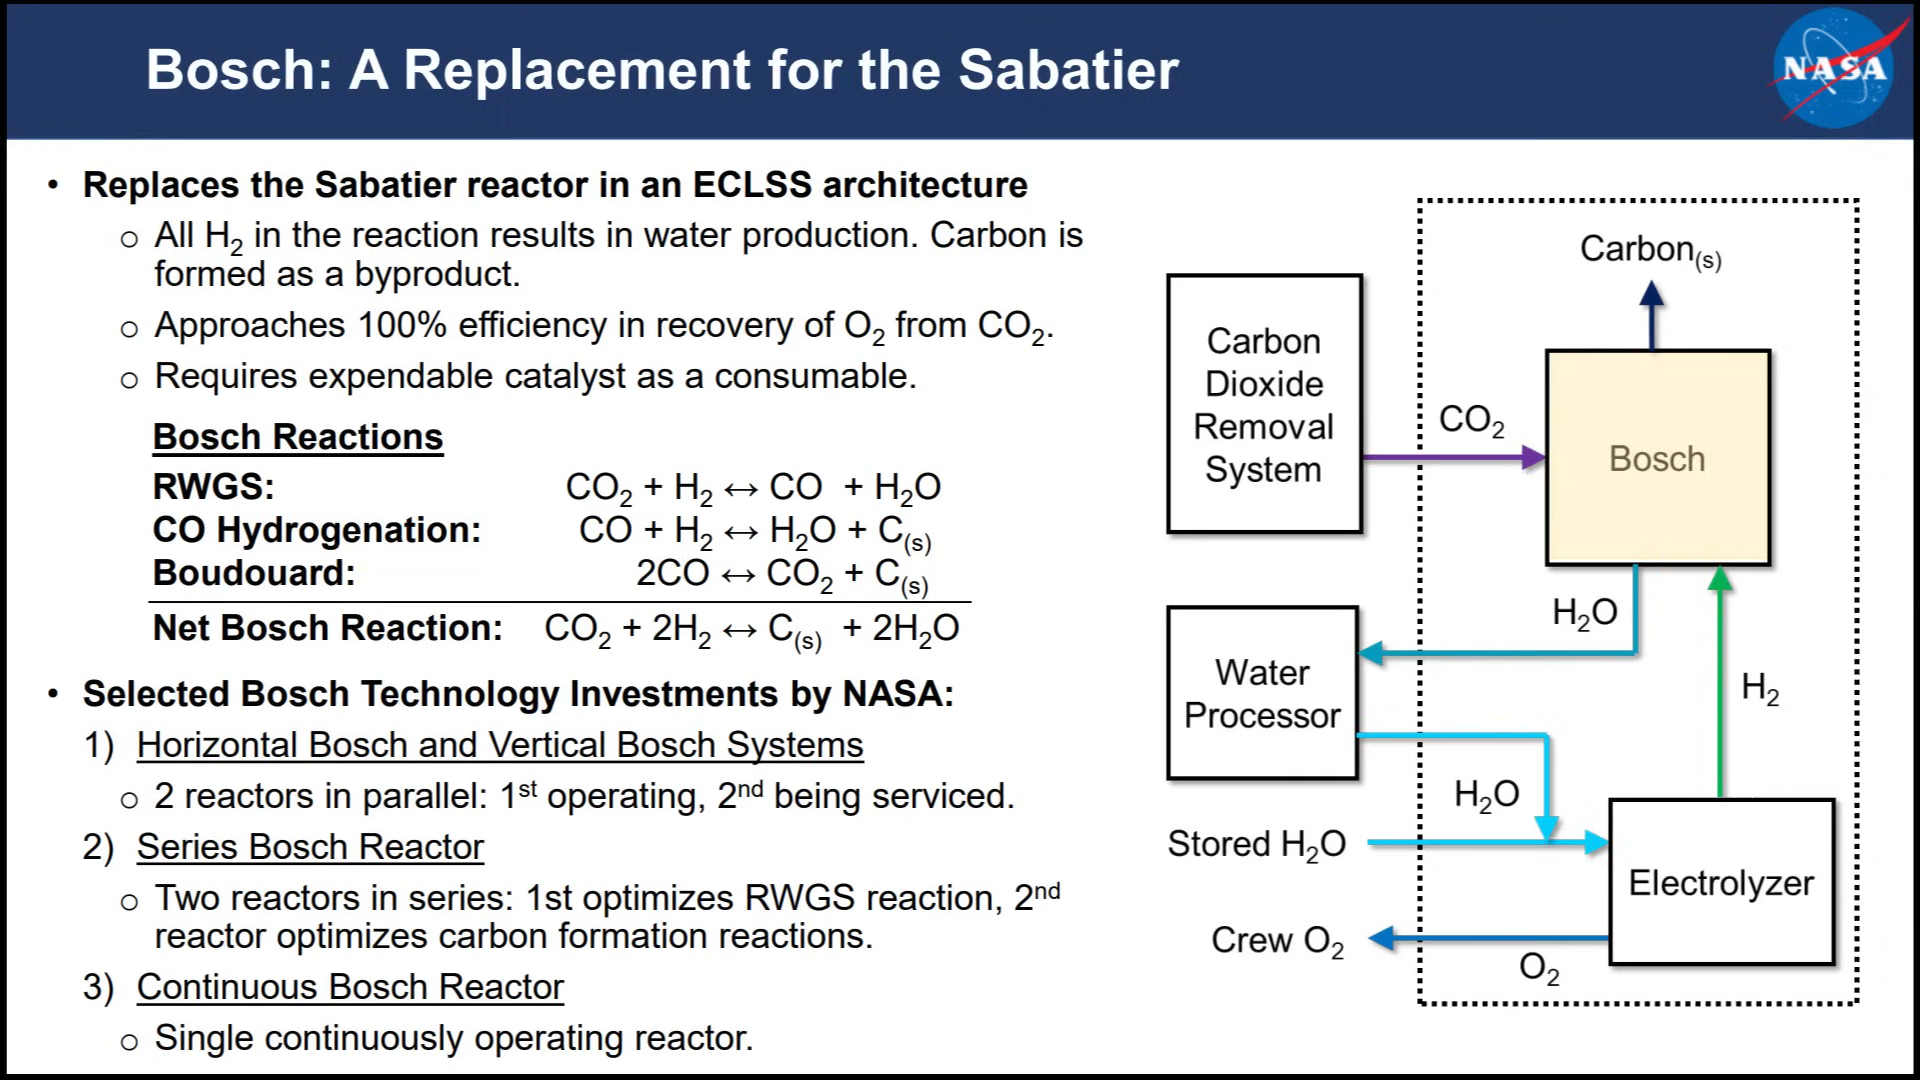 Bosch: A Replacement for the Sabatier
NASA
• Replaces the Sabatier reactor in an ECLSS architecture
o All H₂ in the reaction results in water production. Carbon is
formed as a byproduct.
o Approaches 100% efficiency in recovery of O₂ from CO₂.
o Requires expendable catalyst as a consumable.
Bosch Reactions
RWGS: CO₂ + H₂ ↔ CO + H₂O
CO Hydrogenation: CO + H₂ ↔ H₂O + C₍s₎
Boudouard: 2CO ↔ CO₂ + C₍s₎
Net Bosch Reaction: CO₂ + 2H₂ ↔ C₍s₎ + 2H₂O
• Selected Bosch Technology Investments by NASA:
1) Horizontal Bosch and Vertical Bosch Systems
o 2 reactors in parallel: 1st operating, 2nd being serviced.
2) Series Bosch Reactor
o Two reactors in series: 1st optimizes RWGS reaction, 2nd
reactor optimizes carbon formation reactions.
3) Continuous Bosch Reactor
o Single continuously operating reactor.
Carbon₍s₎
Carbon
Dioxide
Removal
System
CO₂
Bosch
H₂O
Water
Processor
H₂
H₂O
Stored H₂O
Electrolyzer
Crew O₂
O₂